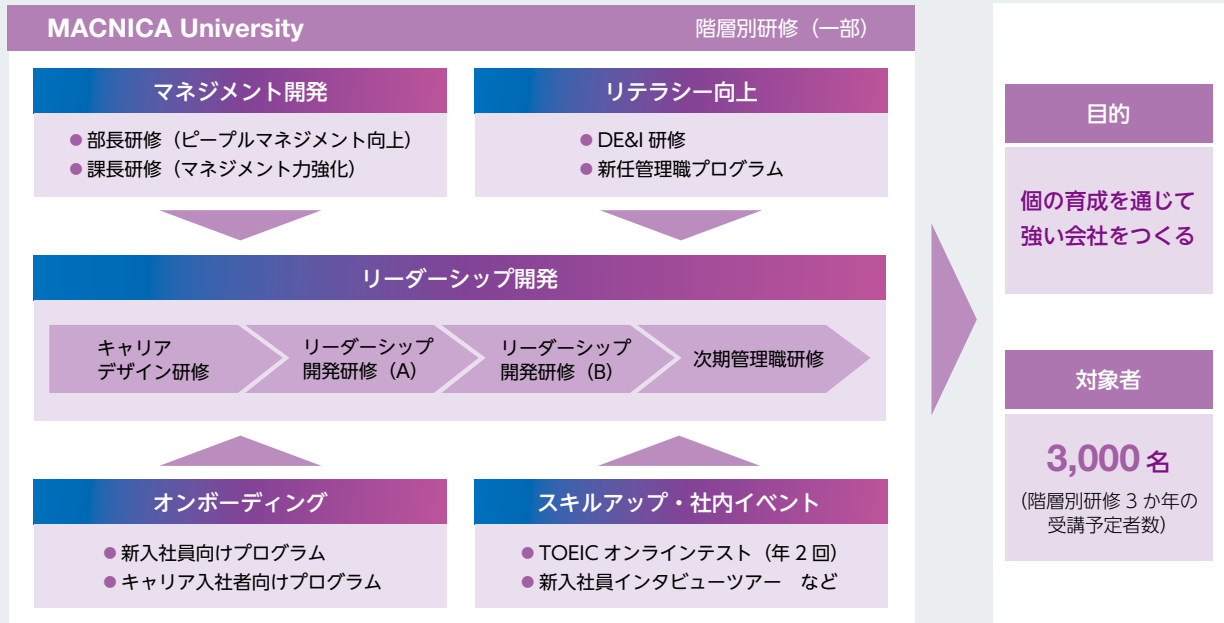 MACNICA University
階層別研修（一部）
マネジメント開発
● 部長研修（ピープルマネジメント向上）
● 課長研修（マネジメント力強化）
リテラシー向上
● DE&I 研修
● 新任管理職プログラム
リーダーシップ開発
キャリア
デザイン研修
リーダーシップ
開発研修（A）
リーダーシップ
開発研修（B）
次期管理職研修
オンボーディング
● 新入社員向けプログラム
● キャリア入社者向けプログラム
スキルアップ・社内イベント
● TOEIC オンラインテスト（年 2 回）
● 新入社員インタビューツアー　など
目的
個の育成を通じて
強い会社をつくる
対象者
3,000 名
（階層別研修 3 か年の
受講予定者数）